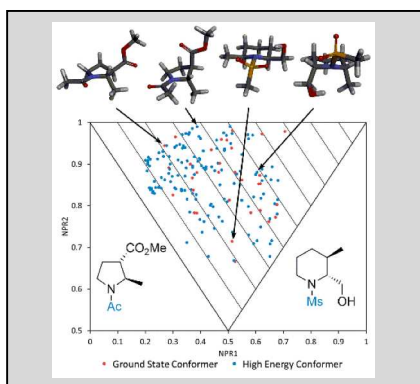 1
0.9
0.8
0.7
0.6
0.5
NPR2
CO₂Me
N
Ac
N
Ms
OH
0 0.1 0.2 0.3 0.4 0.5 0.6 0.7 0.8 0.9 1
NPR1
Ground State Conformer High Energy Conformer